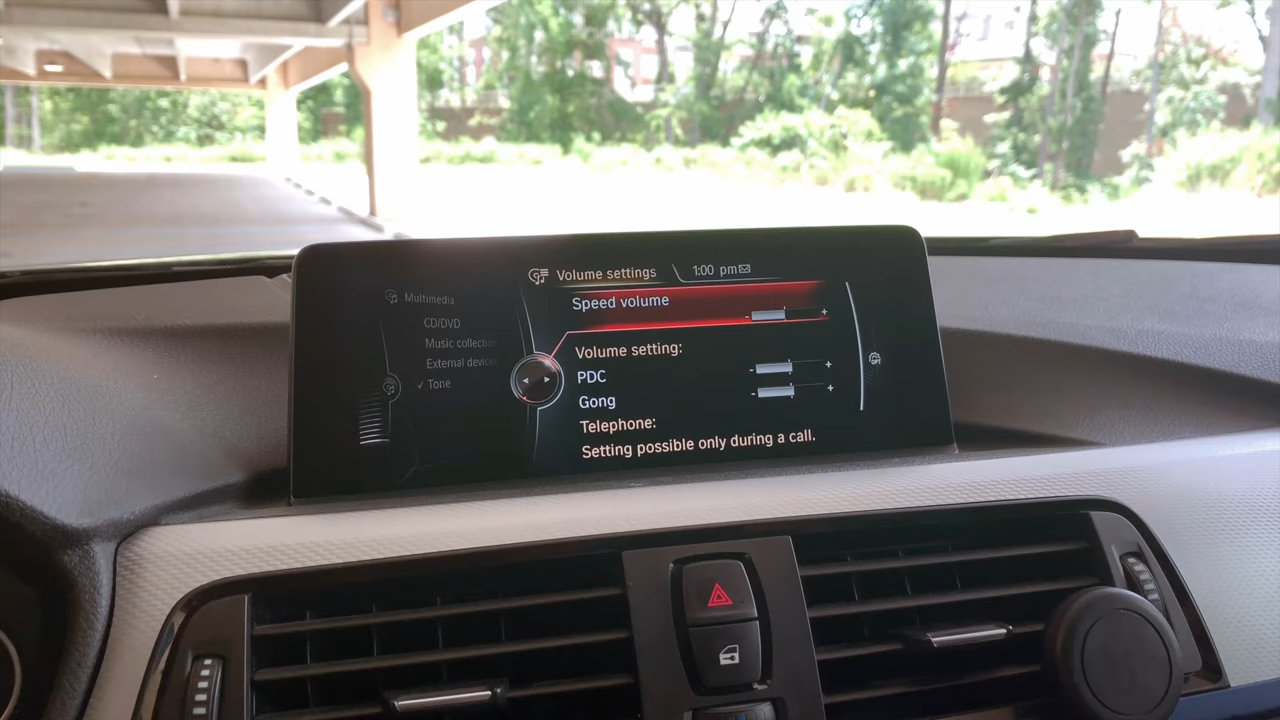 Volume settings
1:00 pm
Multimedia
CD/DVD
Music collection
External devices
✓ Tone
Speed volume
- +
Volume setting:
PDC - +
Gong - +
Telephone:
Setting possible only during a call.